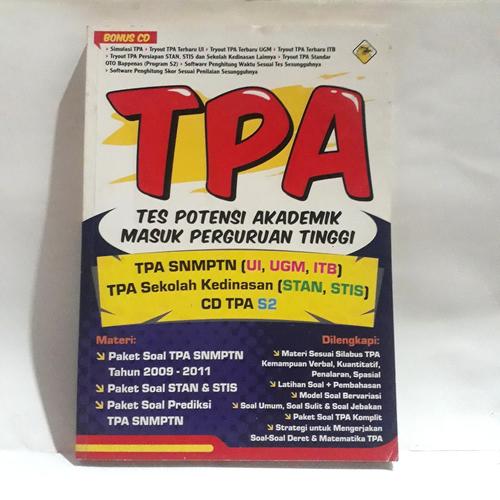 BONUS CD
• Simulasi TPA • Tryout TPA Terbaru UI • Tryout TPA Terbaru UGM • Tryout TPA Terbaru ITB
• Tryout TPA Persiapan STAN, STIS dan Sekolah Kedinasan Lainnya • Tryout TPA Standar
OTO Bappenas (Program S2) • Software Penghitung Waktu Sesuai Tes Sesungguhnya
• Software Penghitung Skor Sesuai Penilaian Sesungguhnya
TPA
TES POTENSI AKADEMIK
MASUK PERGURUAN TINGGI
TPA SNMPTN (UI, UGM, ITB)
TPA Sekolah Kedinasan (STAN, STIS)
CD TPA S2
Materi:
Paket Soal TPA SNMPTN
Tahun 2009 - 2011
Paket Soal STAN & STIS
Paket Soal Prediksi
TPA SNMPTN
Dilengkapi:
Materi Sesuai Silabus TPA
Kemampuan Verbal, Kuantitatif,
Penalaran, Spasial
Latihan Soal + Pembahasan
Model Soal Bervariasi
Soal Umum, Soal Sulit & Soal Jebakan
Paket Soal TPA Komplit
Strategi untuk Mengerjakan
Soal-Soal Deret & Matematika TPA